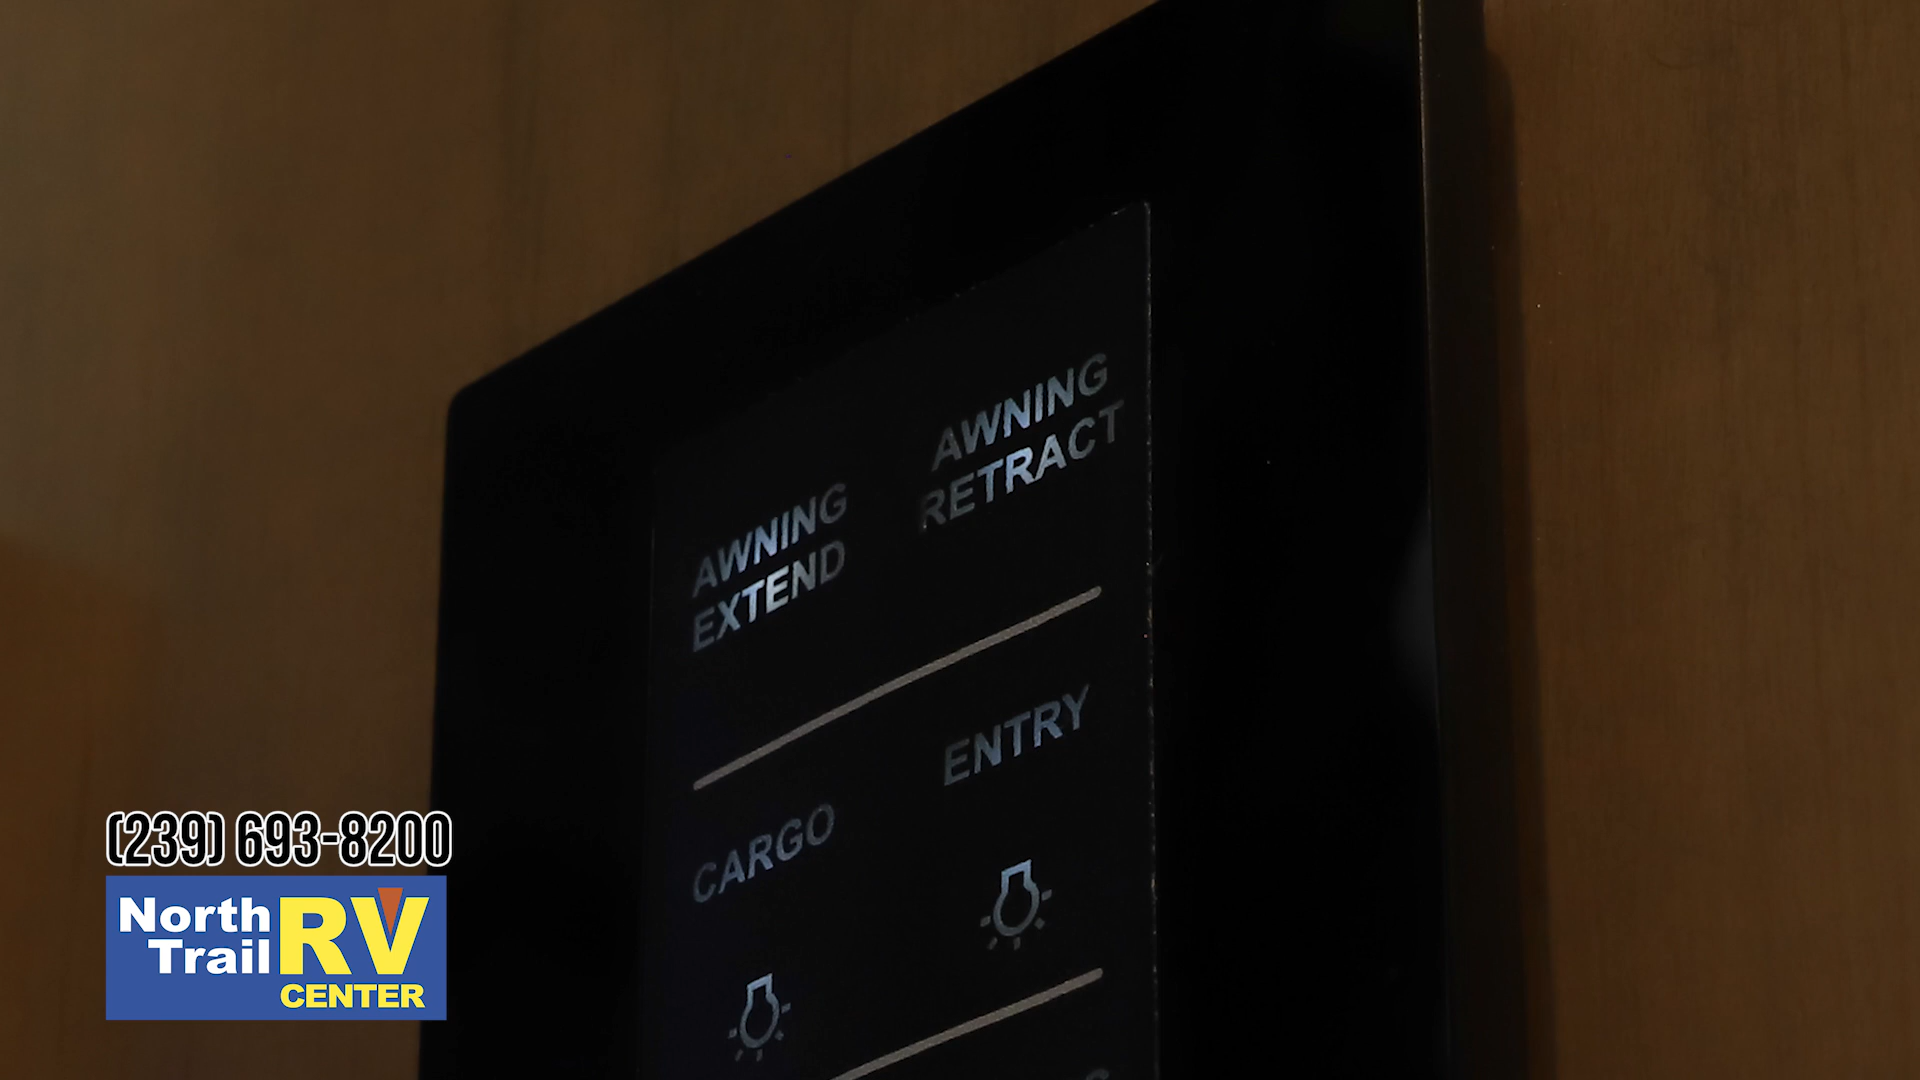 AWNING
EXTEND
AWNING
RETRACT
CARGO
ENTRY
(239) 693-8200
North
Trail
RV
CENTER